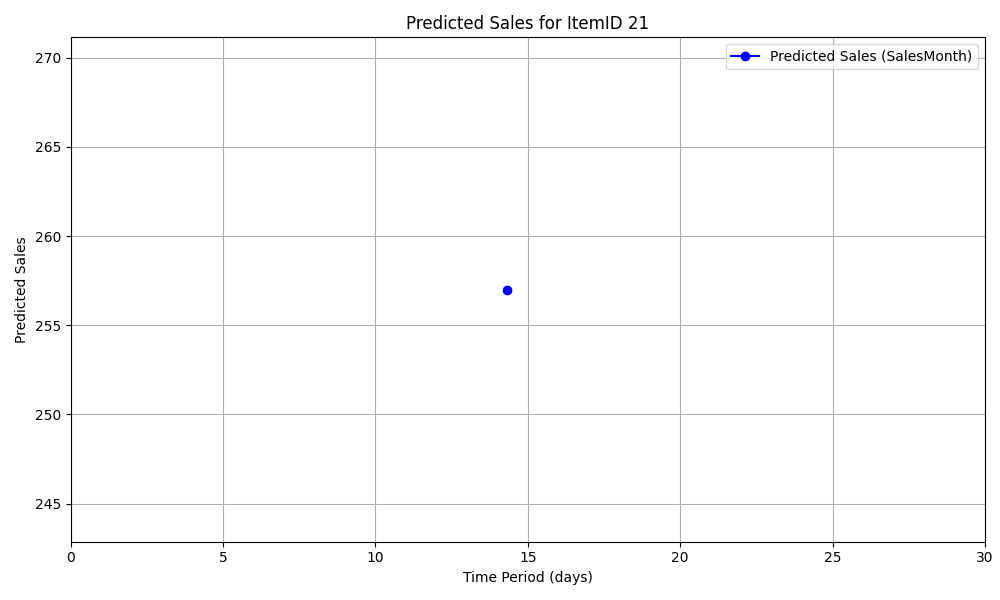 Predicted Sales for ItemID 21
Predicted Sales (SalesMonth)
Predicted Sales
270
265
260
255
250
245
0 5 10 15 20 25 30
Time Period (days)